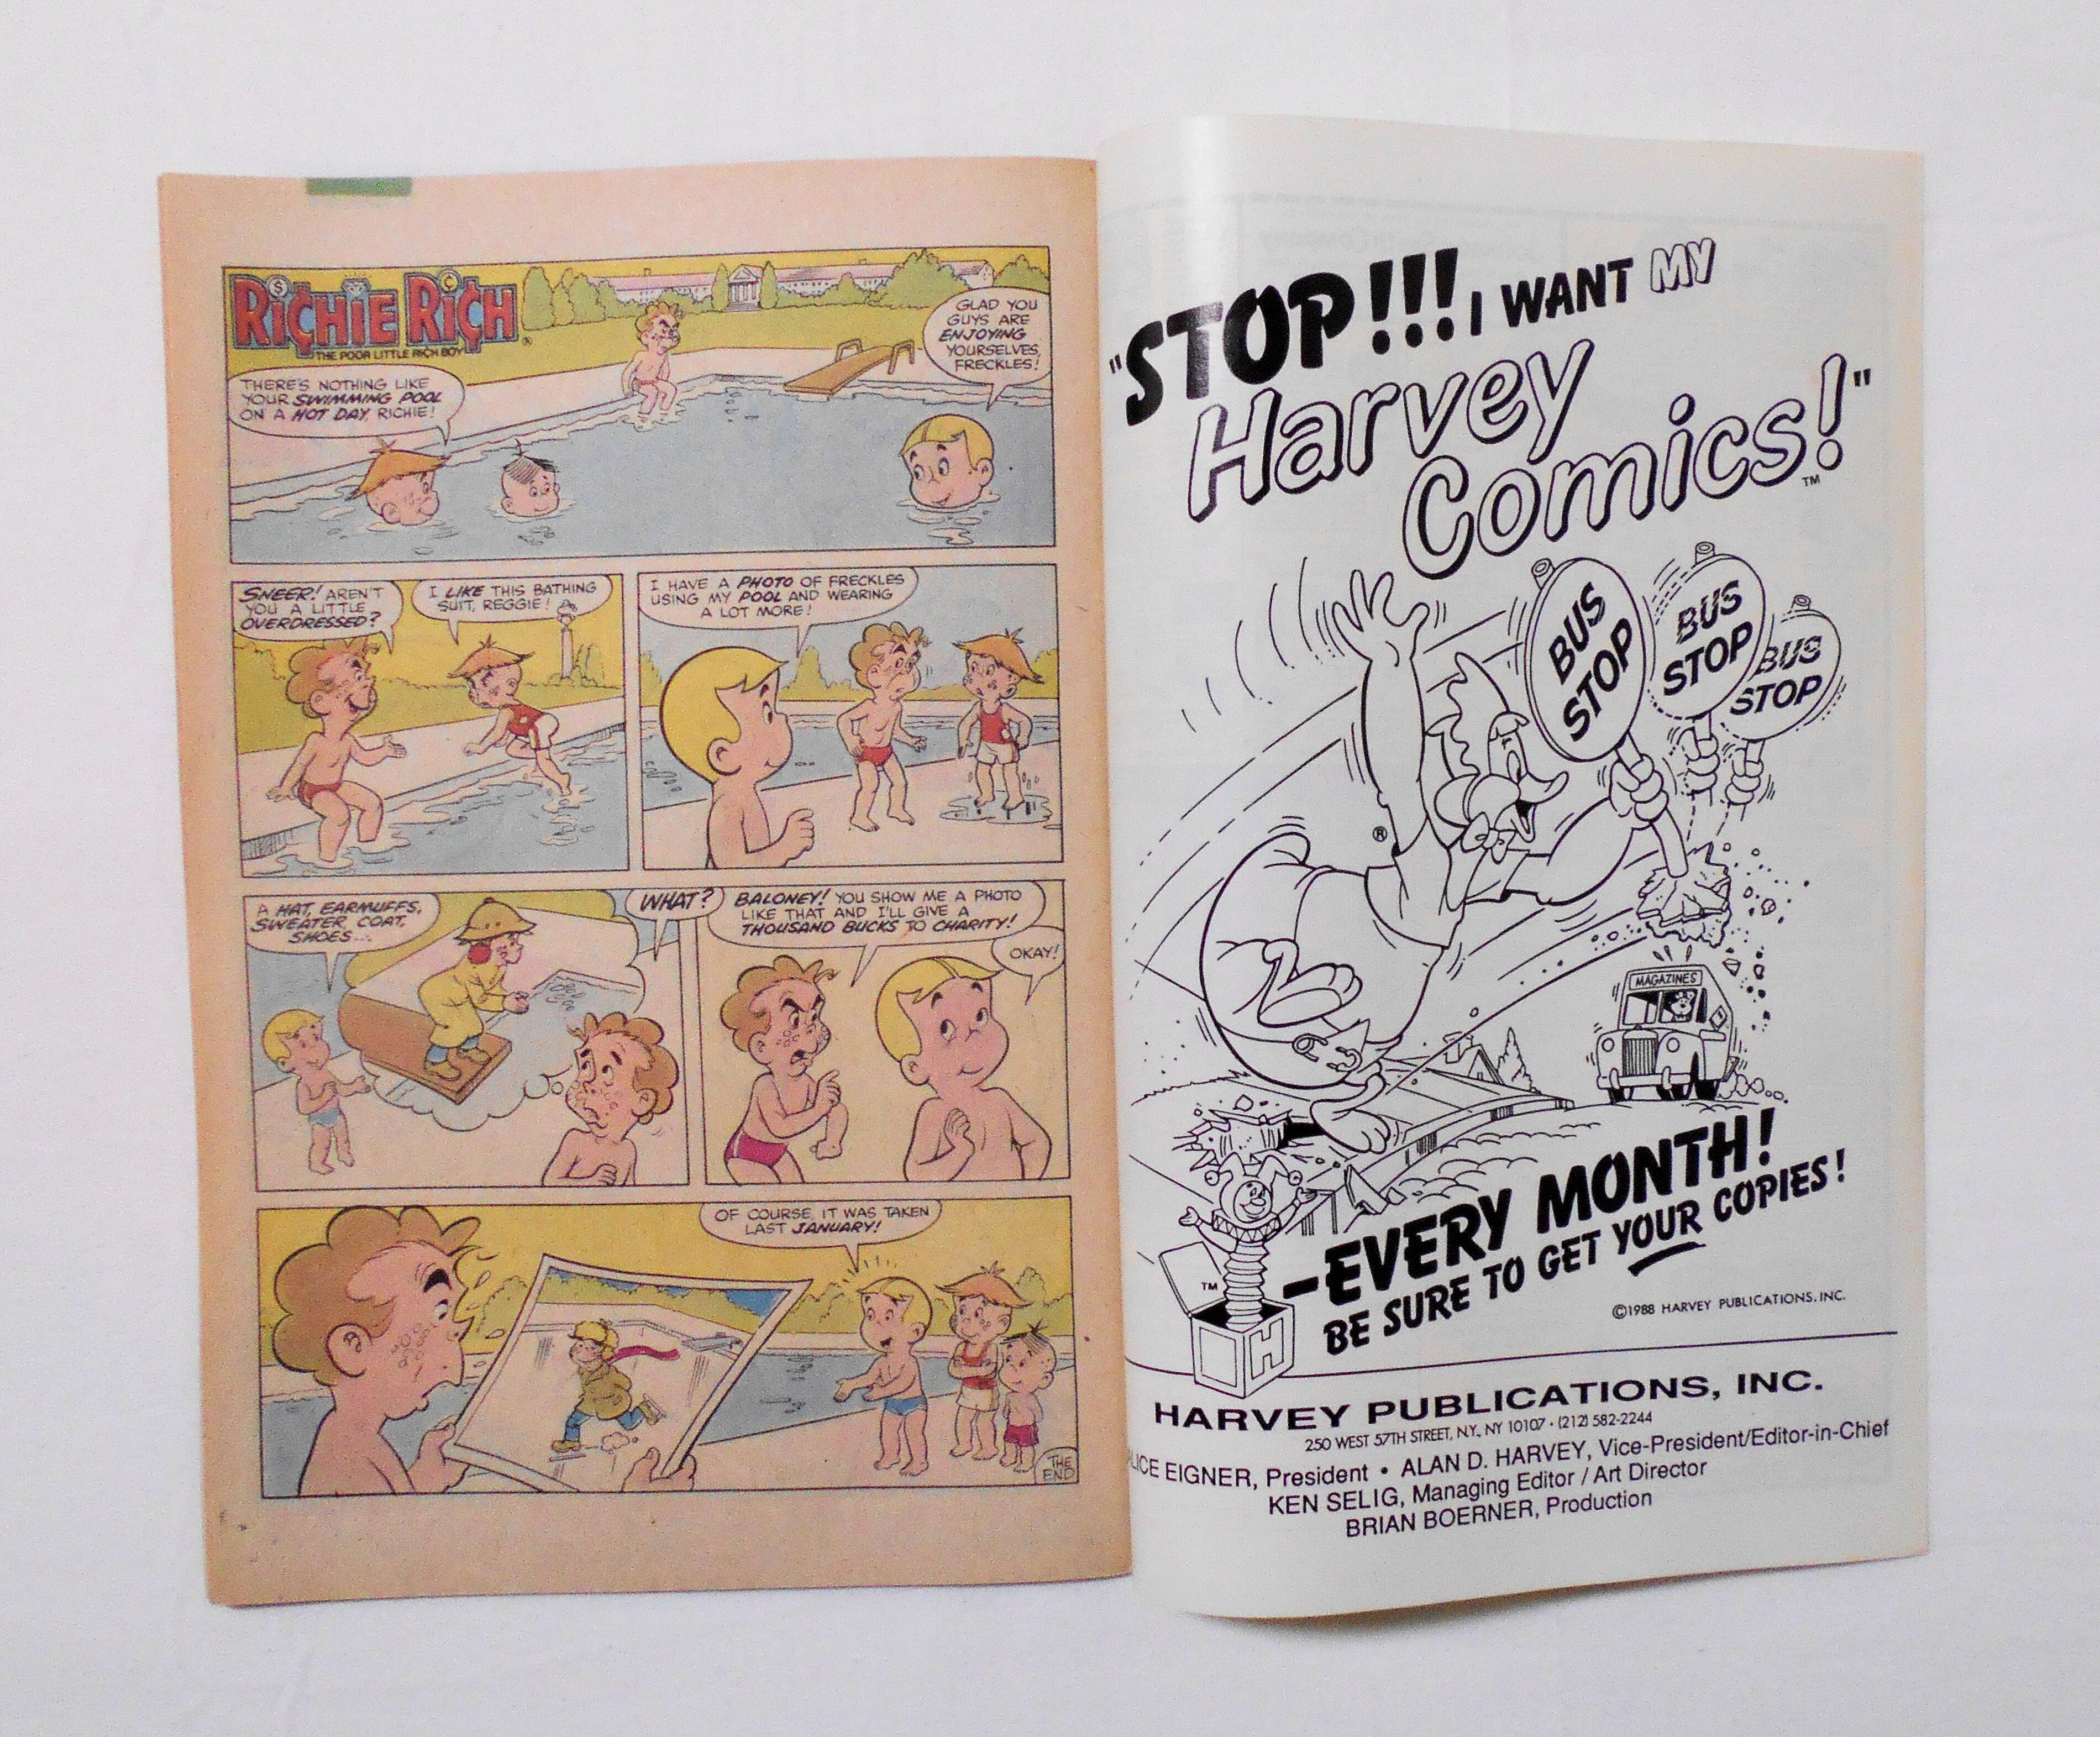 RiCHiE RiCH
THE POOR LITTLE RICH BOY
THERE'S NOTHING LIKE
YOUR SWIMMING POOL
ON A HOT DAY, RICHIE!
GLAD YOU
GUYS ARE
ENJOYING
YOURSELVES,
FRECKLES!
SNEER! AREN'T
YOU A LITTLE
OVERDRESSED?
I LIKE THIS BATHING
SUIT, REGGIE!
I HAVE A PHOTO OF FRECKLES
USING MY POOL AND WEARING
A LOT MORE!
A HAT, EARMUFFS,
SWEATER, COAT,
SHOES...
WHAT?
BALONEY! YOU SHOW ME A PHOTO
LIKE THAT AND I'LL GIVE A
THOUSAND BUCKS TO CHARITY!
OKAY!
OF COURSE, IT WAS TAKEN
LAST JANUARY!
THE
END
"STOP!!! I WANT MY
Harvey
Comics!"
TM
BUS
STOP
BUS
STOP
BUS
STOP
®
MAGAZINES
-EVERY MONTH!
BE SURE TO GET YOUR COPIES!
TM
H
©1988 HARVEY PUBLICATIONS, INC.
HARVEY PUBLICATIONS, INC.
250 WEST 57TH STREET, N.Y., NY 10107 • (212) 582-2244
LICE EIGNER, President • ALAN D. HARVEY, Vice-President/Editor-in-Chief
KEN SELIG, Managing Editor / Art Director
BRIAN BOERNER, Production